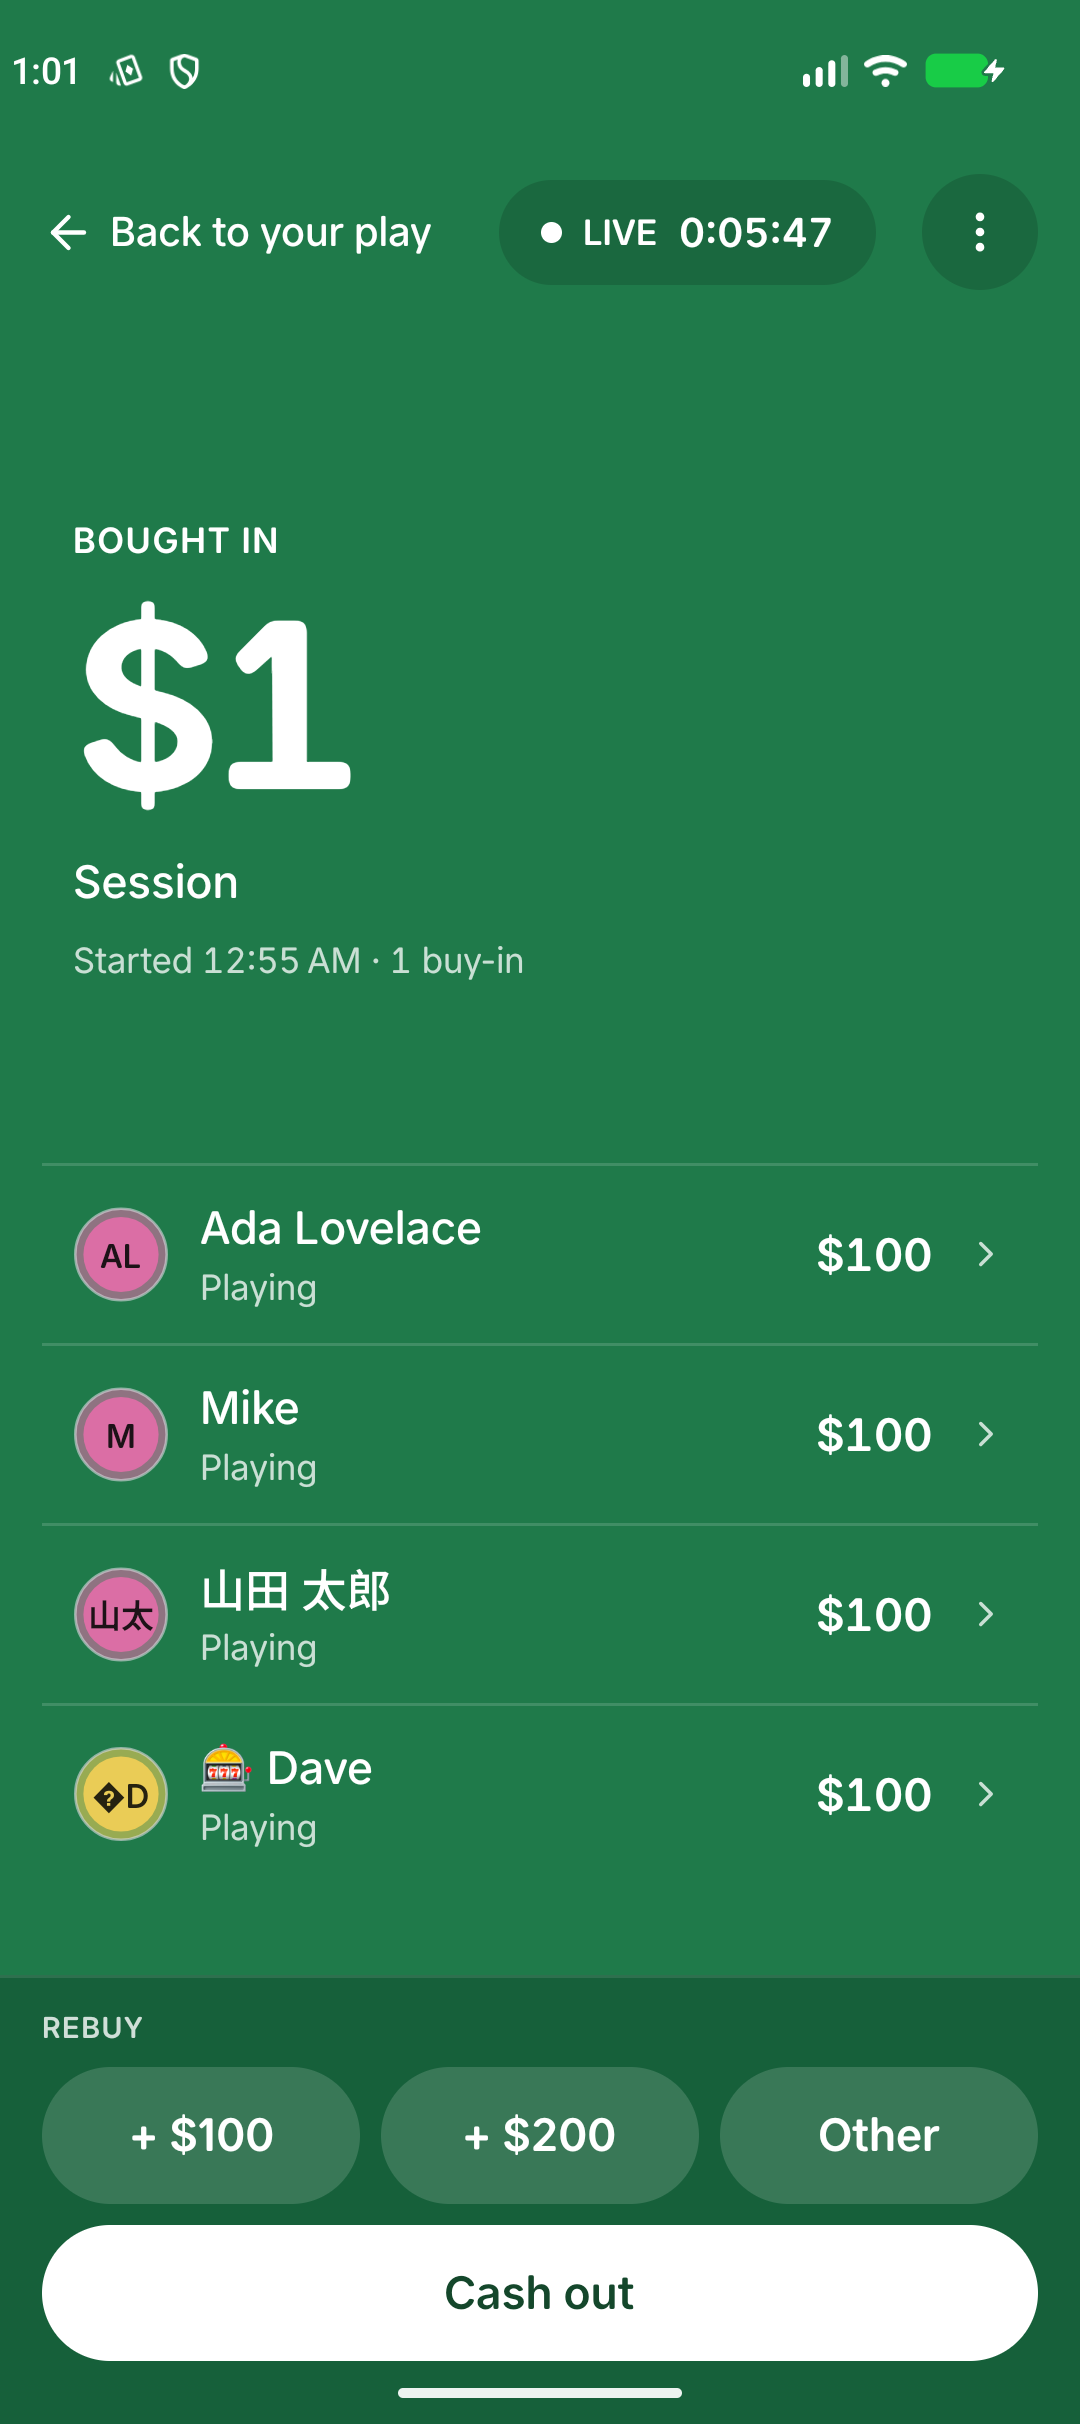 1:01
Back to your play
LIVE 0:05:47
BOUGHT IN
$1
Session
Started 12:55 AM · 1 buy-in
AL
Ada Lovelace
Playing
$100
M
Mike
Playing
$100
山太
山田 太郎
Playing
$100
�D
🎰 Dave
Playing
$100
REBUY
+ $100
+ $200
Other
Cash out